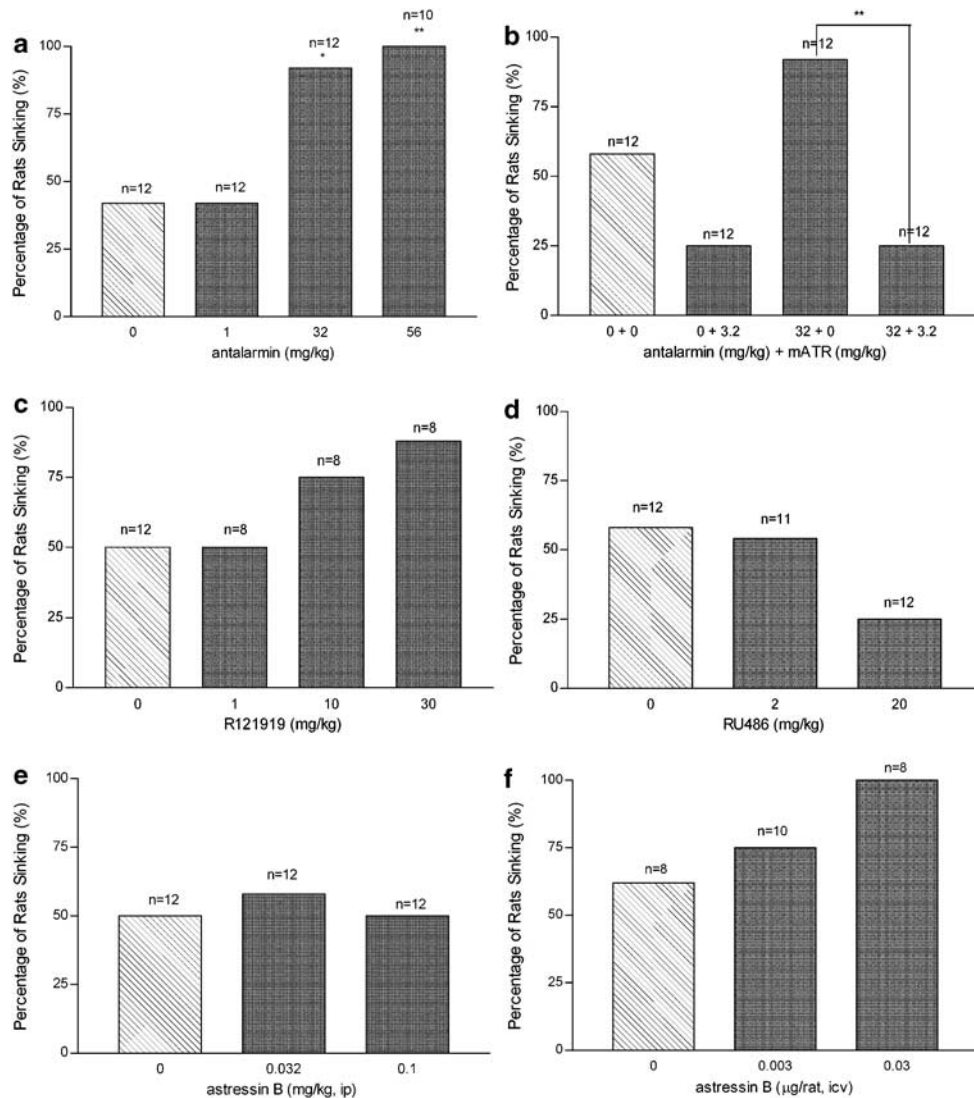 a
Percentage of Rats Sinking (%)
100
75
50
25
0
n=12
n=12
n=12
*
n=10
**
0 1 32 56
antalarmin (mg/kg)
b
Percentage of Rats Sinking (%)
100
75
50
25
0
**
n=12
n=12
n=12
n=12
0 + 0 0 + 3.2 32 + 0 32 + 3.2
antalarmin (mg/kg) + mATR (mg/kg)
c
Percentage of Rats Sinking (%)
100
75
50
25
0
n=12
n=8
n=8
n=8
0 1 10 30
R121919 (mg/kg)
d
Percentage of Rats Sinking (%)
100
75
50
25
0
n=12
n=11
n=12
0 2 20
RU486 (mg/kg)
e
Percentage of Rats Sinking (%)
100
75
50
25
0
n=12
n=12
n=12
0 0.032 0.1
astressin B (mg/kg, ip)
f
Percentage of Rats Sinking (%)
100
75
50
25
0
n=8
n=10
n=8
0 0.003 0.03
astressin B (μg/rat, icv)